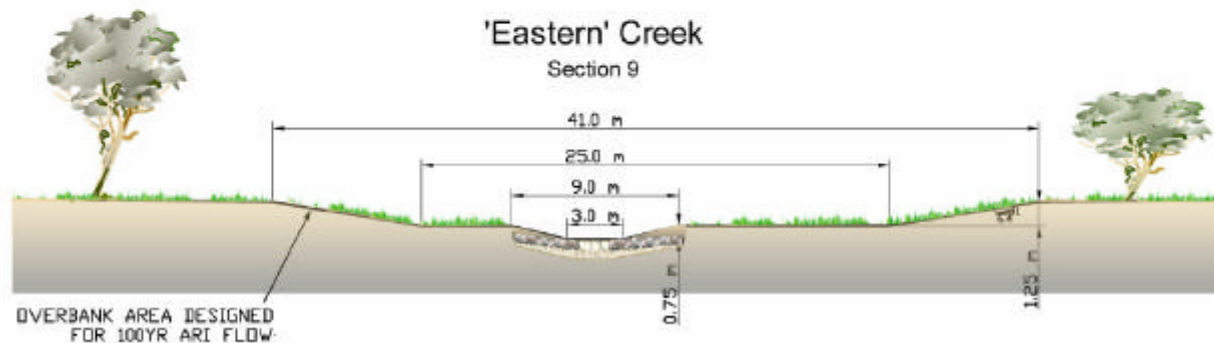 'Eastern' Creek
Section 9
41.0 m
25.0 m
9.0 m
3.0 m
0.75 m
1.25 m
OVERBANK AREA DESIGNED
FOR 100YR ARI FLOW